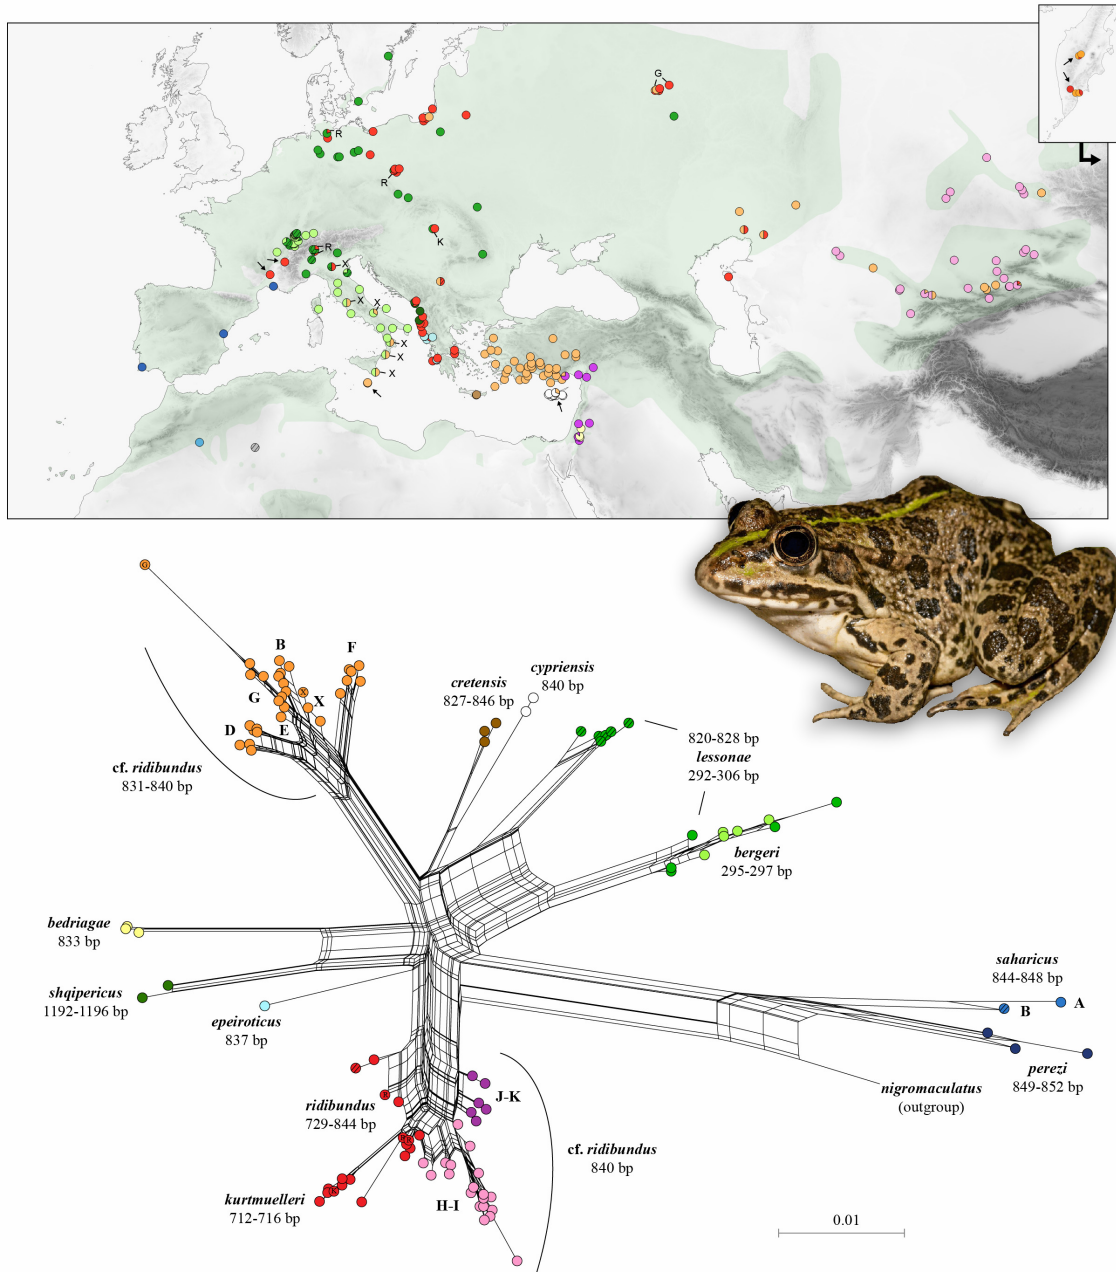 G
R
R
K
R
X
X
X
X
X
G
B
F
X
G
X
E
D
cf. ridibundus
831-840 bp
cretensis
827-846 bp
cypriensis
840 bp
820-828 bp
lessonae
292-306 bp
bergeri
295-297 bp
bedriagae
833 bp
shqipericus
1192-1196 bp
epeiroticus
837 bp
saharicus
844-848 bp
A
B
perezi
849-852 bp
nigromaculatus
(outgroup)
J-K
R
ridibundus
729-844 bp
cf. ridibundus
840 bp
H-I
kurtmuelleri
712-716 bp
0.01